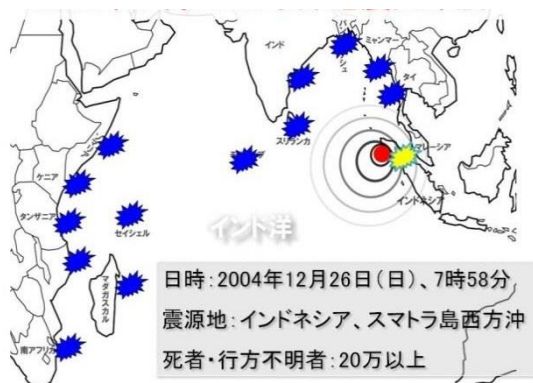 インド
ミャンマー
タイ
スリランカ
マレーシア
インドネシア
ケニア
タンザニア
セイシェル
インド洋
マダガスカル
南アフリカ
日時：2004年12月26日（日）、7時58分
震源地：インドネシア、スマトラ島西方沖
死者・行方不明者：20万以上